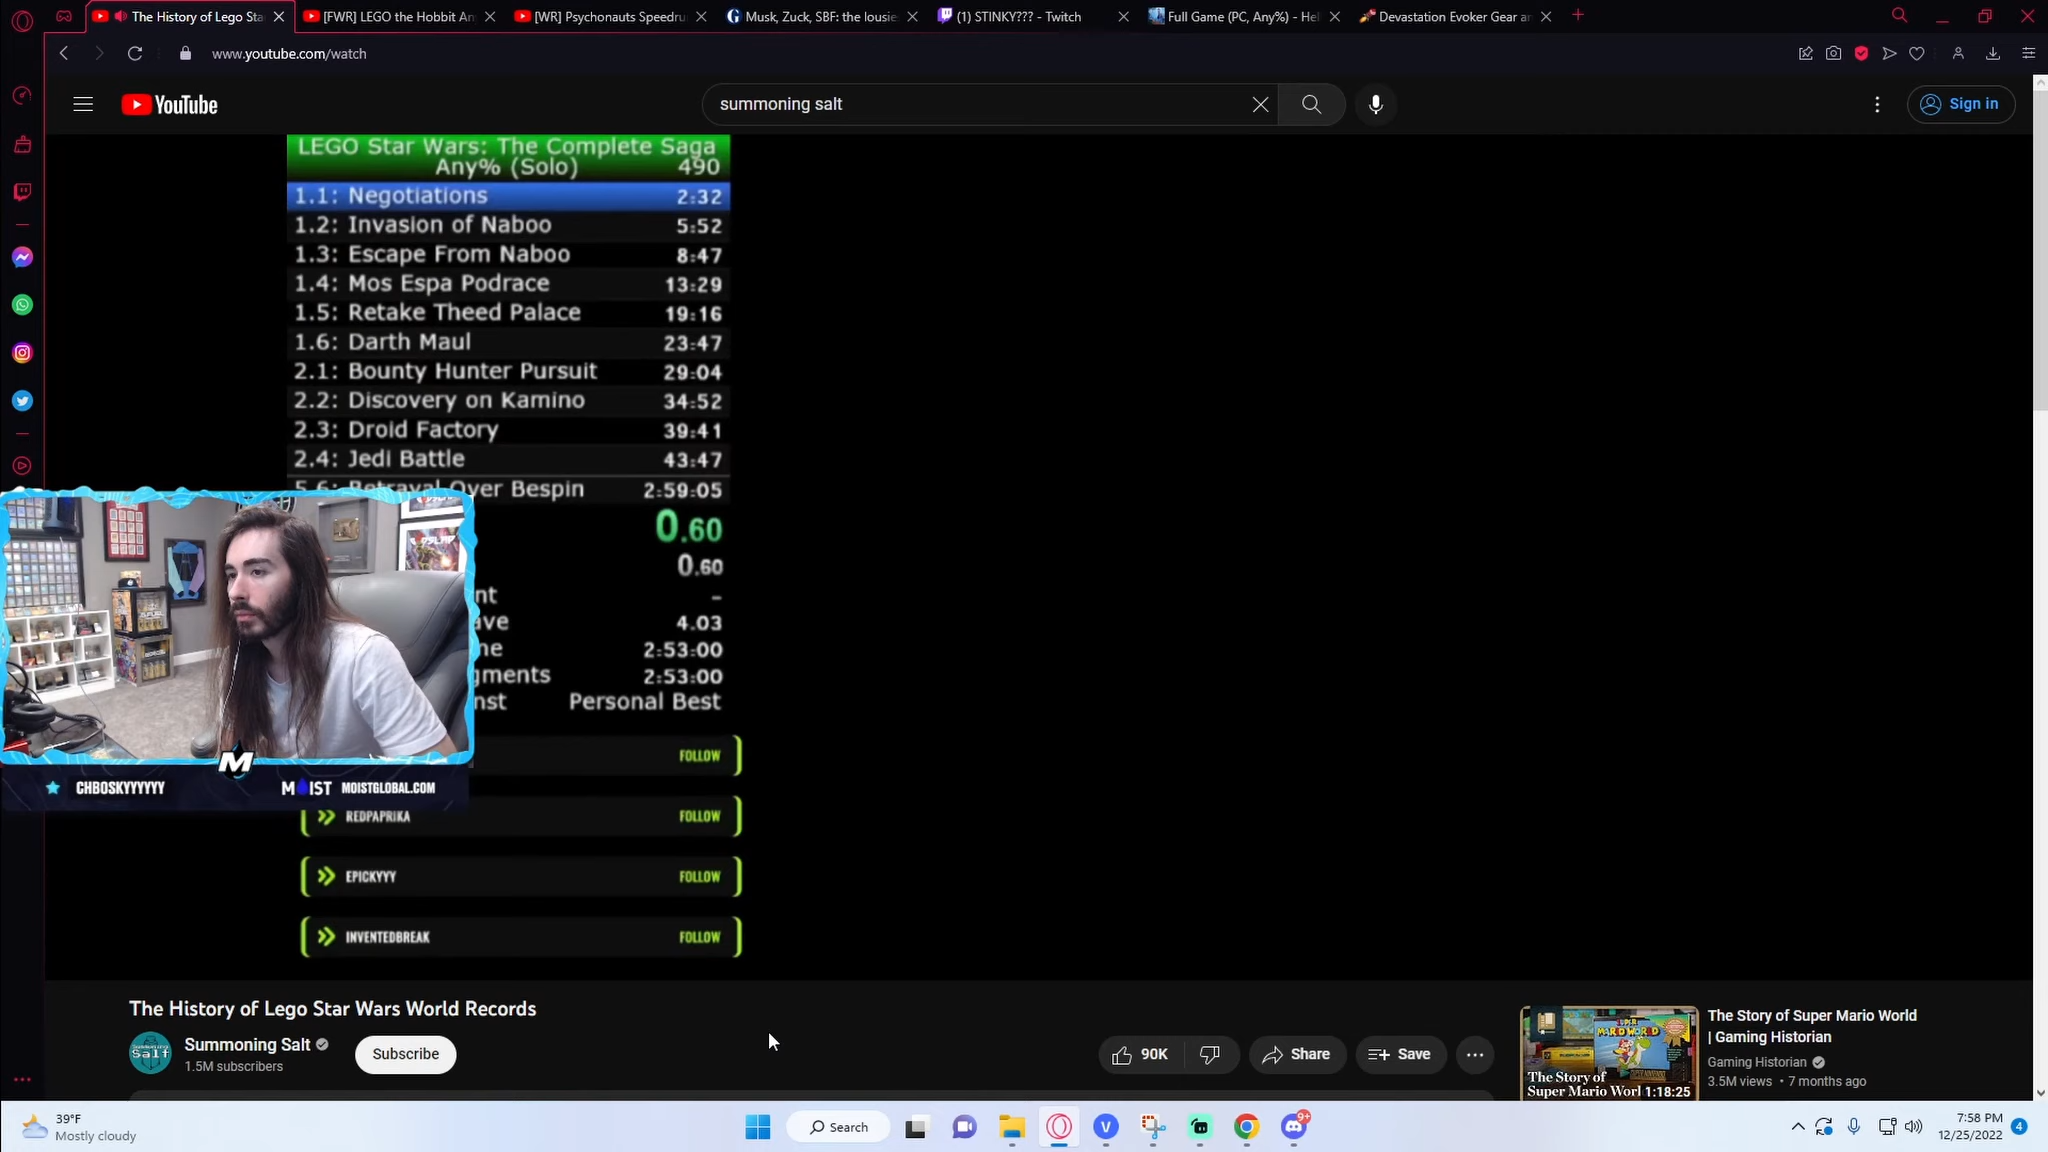 The History of Lego Sta
[FWR] LEGO the Hobbit An
[WR] Psychonauts Speedru
Musk, Zuck, SBF: the lousie
(1) STINKY??? - Twitch
Full Game (PC, Any%) - Hel
Devastation Evoker Gear an
www.youtube.com/watch
YouTube
summoning salt
Sign in
LEGO Star Wars: The Complete Saga
Any% (Solo) 490
1.1: Negotiations 2:32
1.2: Invasion of Naboo 5:52
1.3: Escape From Naboo 8:47
1.4: Mos Espa Podrace 13:29
1.5: Retake Theed Palace 19:16
1.6: Darth Maul 23:47
2.1: Bounty Hunter Pursuit 29:04
2.2: Discovery on Kamino 34:52
2.3: Droid Factory 39:41
2.4: Jedi Battle 43:47
5.6: Betrayal Over Bespin 2:59:05
0.60
0.60
nt -
ave 4.03
ne 2:53:00
gments 2:53:00
nst Personal Best
FOLLOW
REDPAPRIKA FOLLOW
EPICKYYY FOLLOW
INVENTEDBREAK FOLLOW
M
CHBOSKYYYYYY MOIST MOISTGLOBAL.COM
The History of Lego Star Wars World Records
Salt
Summoning Salt
1.5M subscribers
Subscribe
90K
Share
Save
The Story of
Super Mario Worl
1:18:25
The Story of Super Mario World
| Gaming Historian
Gaming Historian
3.5M views • 7 months ago
39°F
Mostly cloudy
Search
V
9+
7:58 PM
12/25/2022
4